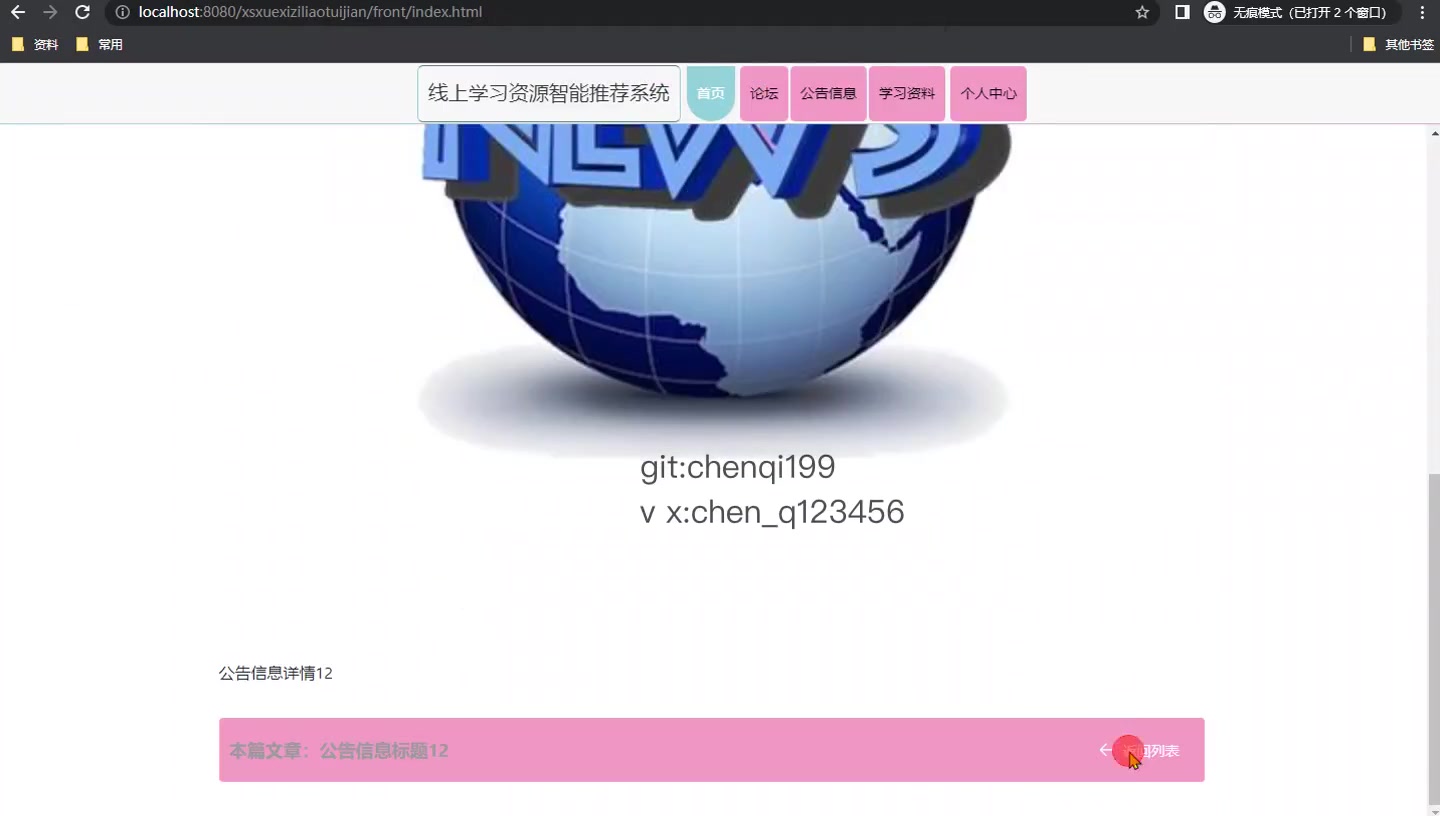 localhost:8080/xsxuexiziliaotuijian/front/index.html
无痕模式（已打开 2 个窗口）
资料
常用
其他书签
线上学习资源智能推荐系统
首页
论坛
公告信息
学习资料
个人中心
NEWS
git:chenqi199
v x:chen_q123456
公告信息详情12
本篇文章：公告信息标题12
← 返回列表